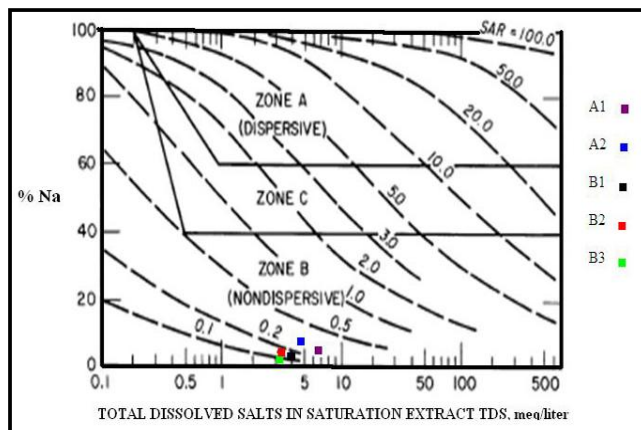 100
SAR = 100.0
50.0
20.0
10.0
5.0
3.0
2.0
1.0
0.5
0.2
0.1
ZONE A
(DISPERSIVE)
ZONE C
ZONE B
(NONDISPERSIVE)
80
60
40
20
0
% Na
0.1 0.5 1 5 10 50 100 500
TOTAL DISSOLVED SALTS IN SATURATION EXTRACT TDS, meq/liter
A1
A2
B1
B2
B3